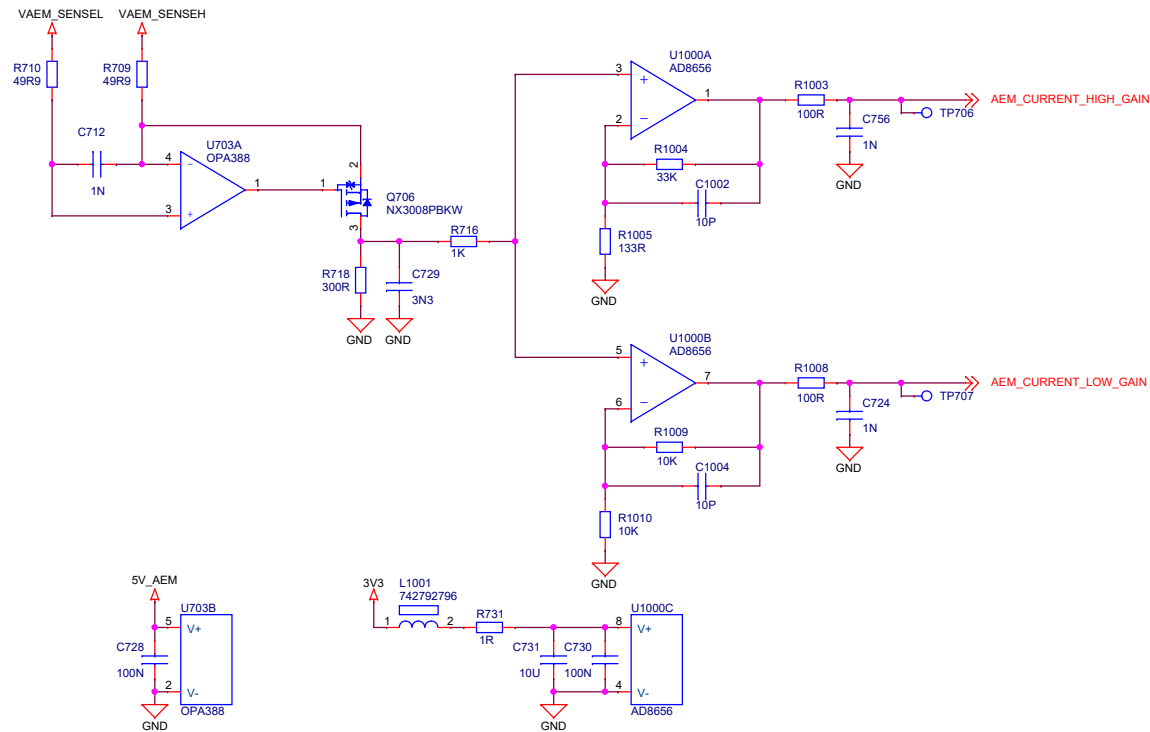 VAEM_SENSEL
VAEM_SENSEH
R710
49R9
R709
49R9
C712
1N
U703A
OPA388
4
3
1
−
+
1
2
3
Q706
NX3008PBKW
R718
300R
C729
3N3
GND
GND
R716
1K
U1000A
AD8656
3
2
1
+
−
R1004
33K
C1002
10P
R1005
133R
GND
R1003
100R
C756
1N
GND
TP706
AEM_CURRENT_HIGH_GAIN
U1000B
AD8656
5
6
7
+
−
R1009
10K
C1004
10P
R1010
10K
GND
R1008
100R
C724
1N
GND
TP707
AEM_CURRENT_LOW_GAIN
5V_AEM
U703B
5
V+
C728
100N
2
V-
OPA388
GND
3V3
L1001
742792796
1
2
R731
1R
C731
10U
C730
100N
GND
U1000C
8
V+
4
V-
AD8656